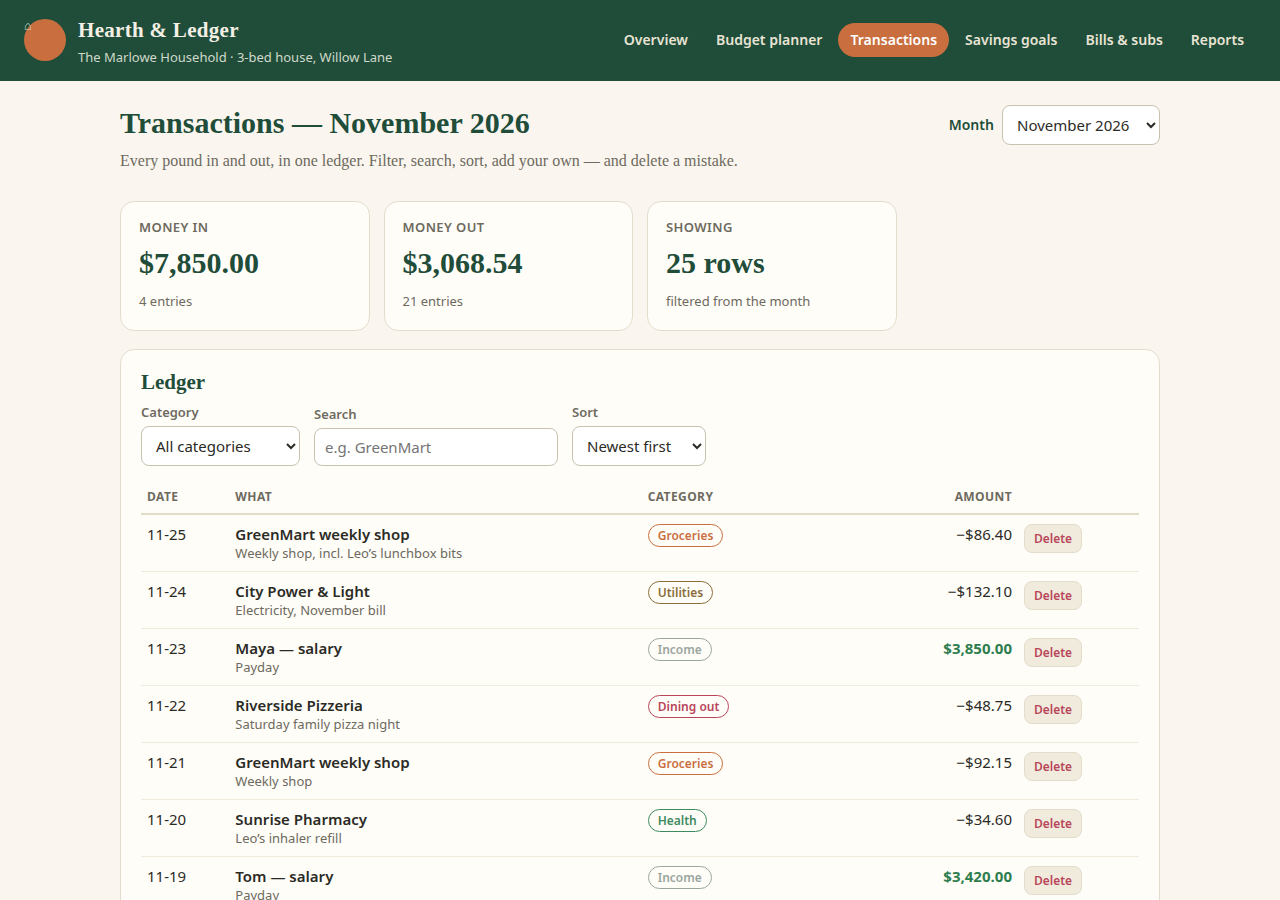 Hearth & Ledger
The Marlowe Household · 3-bed house, Willow Lane
Overview
Budget planner
Transactions
Savings goals
Bills & subs
Reports
Transactions — November 2026
Month
November 2026
Every pound in and out, in one ledger. Filter, search, sort, add your own — and delete a mistake.
MONEY IN
$7,850.00
4 entries
MONEY OUT
$3,068.54
21 entries
SHOWING
25 rows
filtered from the month
Ledger
Category
Search
Sort
All categories
e.g. GreenMart
Newest first
DATE WHAT CATEGORY AMOUNT
11-25 GreenMart weekly shop Groceries −$86.40 Delete
Weekly shop, incl. Leo’s lunchbox bits
11-24 City Power & Light Utilities −$132.10 Delete
Electricity, November bill
11-23 Maya — salary Income $3,850.00 Delete
Payday
11-22 Riverside Pizzeria Dining out −$48.75 Delete
Saturday family pizza night
11-21 GreenMart weekly shop Groceries −$92.15 Delete
Weekly shop
11-20 Sunrise Pharmacy Health −$34.60 Delete
Leo’s inhaler refill
11-19 Tom — salary Income $3,420.00 Delete
Payday